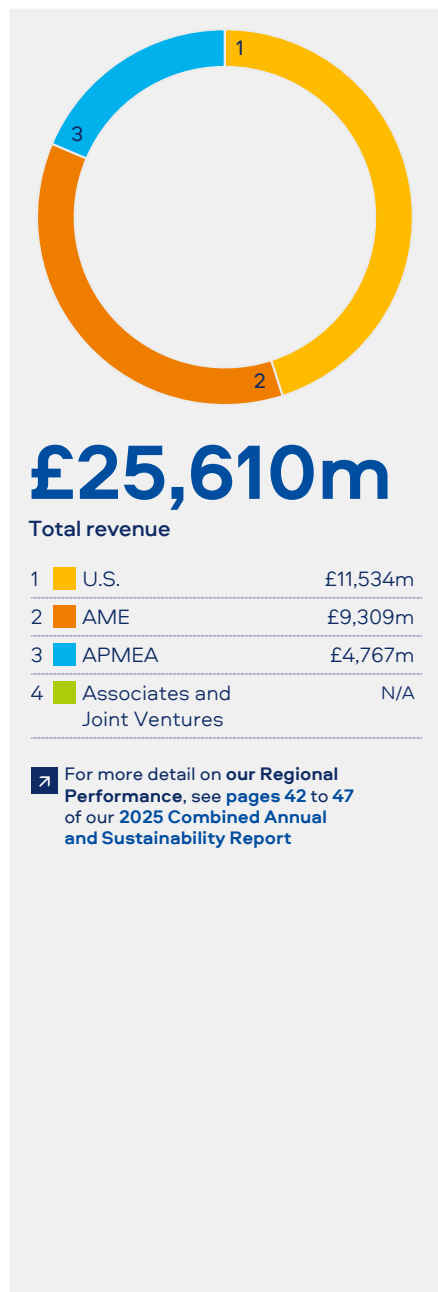 1
3
2
£25,610m
Total revenue
1 U.S. £11,534m
2 AME £9,309m
3 APMEA £4,767m
4 Associates and N/A
Joint Ventures
For more detail on our Regional
Performance, see pages 42 to 47
of our 2025 Combined Annual
and Sustainability Report